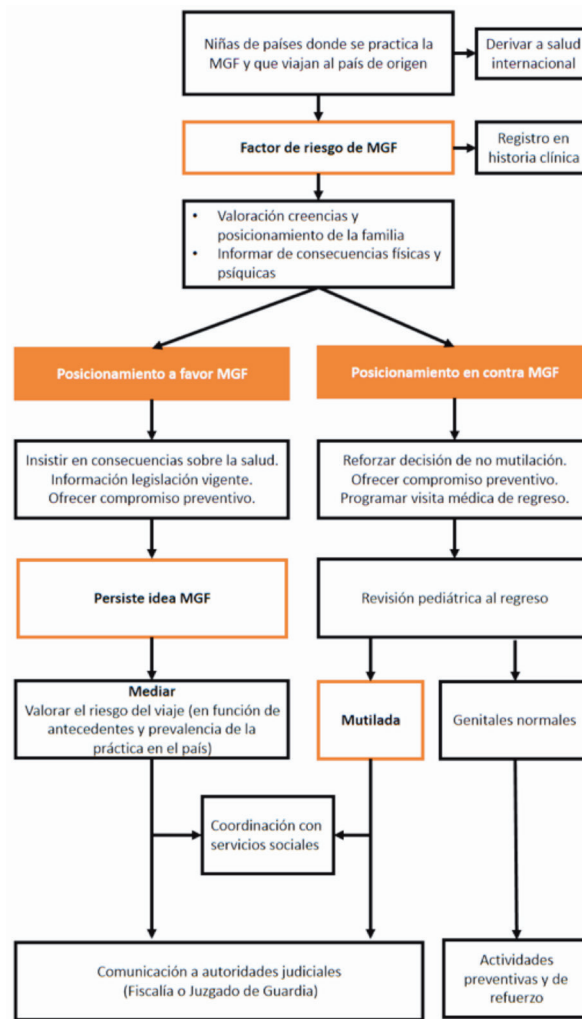 Niñas de países donde se practica la
MGF y que viajan al país de origen
Derivar a salud
internacional
Factor de riesgo de MGF
Registro en
historia clínica
• Valoración creencias y
posicionamiento de la familia
• Informar de consecuencias físicas y
psíquicas
Posicionamiento a favor MGF
Posicionamiento en contra MGF
Insistir en consecuencias sobre la salud.
Información legislación vigente.
Ofrecer compromiso preventivo.
Reforzar decisión de no mutilación.
Ofrecer compromiso preventivo.
Programar visita médica de regreso.
Persiste idea MGF
Revisión pediátrica al regreso
Mediar
Valorar el riesgo del viaje (en función de
antecedentes y prevalencia de la
práctica en el país)
Mutilada
Genitales normales
Coordinación con
servicios sociales
Comunicación a autoridades judiciales
(Fiscalía o Juzgado de Guardia)
Actividades
preventivas y de
refuerzo